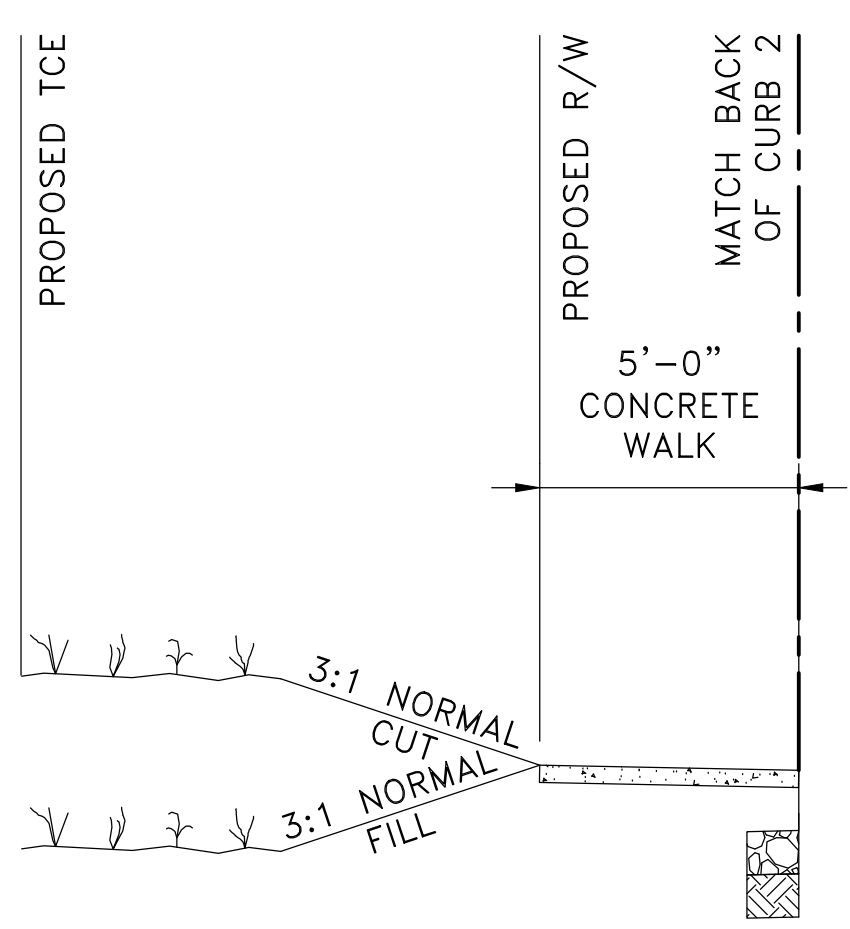 PROPOSED TCE
PROPOSED R/W
MATCH BACK
OF CURB 2
5'-0"
CONCRETE
WALK
3:1 NORMAL
CUT
3:1 NORMAL
FILL